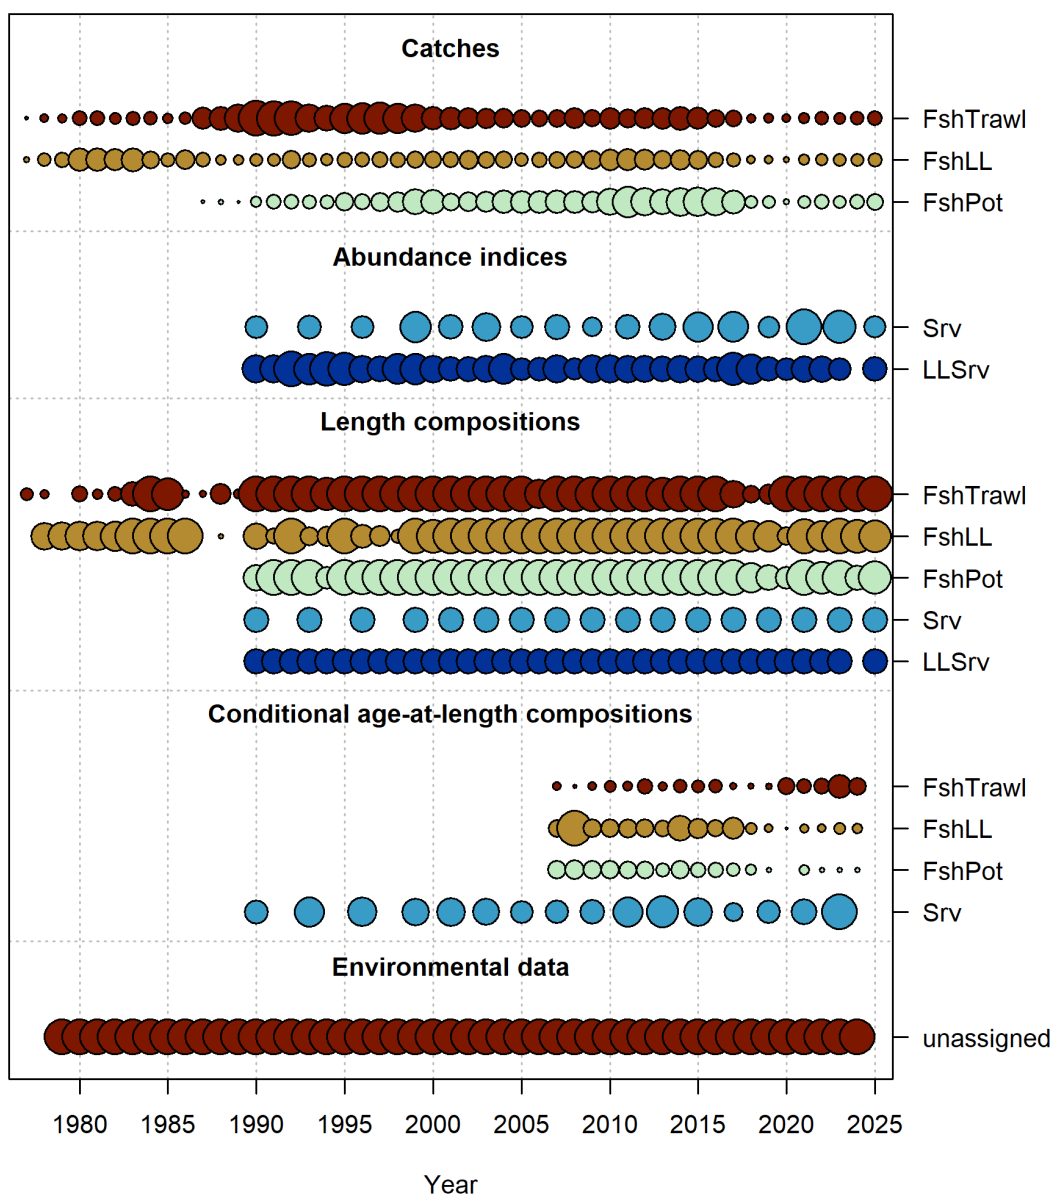 Catches
FshTrawl
FshLL
FshPot
Abundance indices
Srv
LLSrv
Length compositions
FshTrawl
FshLL
FshPot
Srv
LLSrv
Conditional age-at-length compositions
FshTrawl
FshLL
FshPot
Srv
Environmental data
unassigned
1980 1985 1990 1995 2000 2005 2010 2015 2020 2025
Year